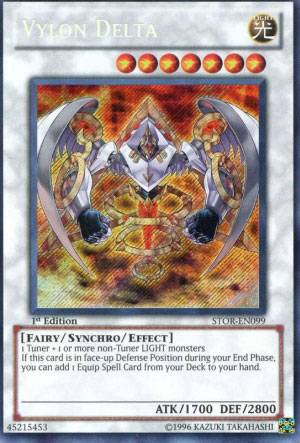 VYLON DELTA
LIGHT
光
1st Edition STOR-EN099
[FAIRY/SYNCHRO/EFFECT]
1 Tuner + 1 or more non-Tuner LIGHT monsters
If this card is in face-up Defense Position during your End Phase,
you can add 1 Equip Spell Card from your Deck to your hand.
ATK/1700 DEF/2800
45215453 ©1996 KAZUKI TAKAHASHI